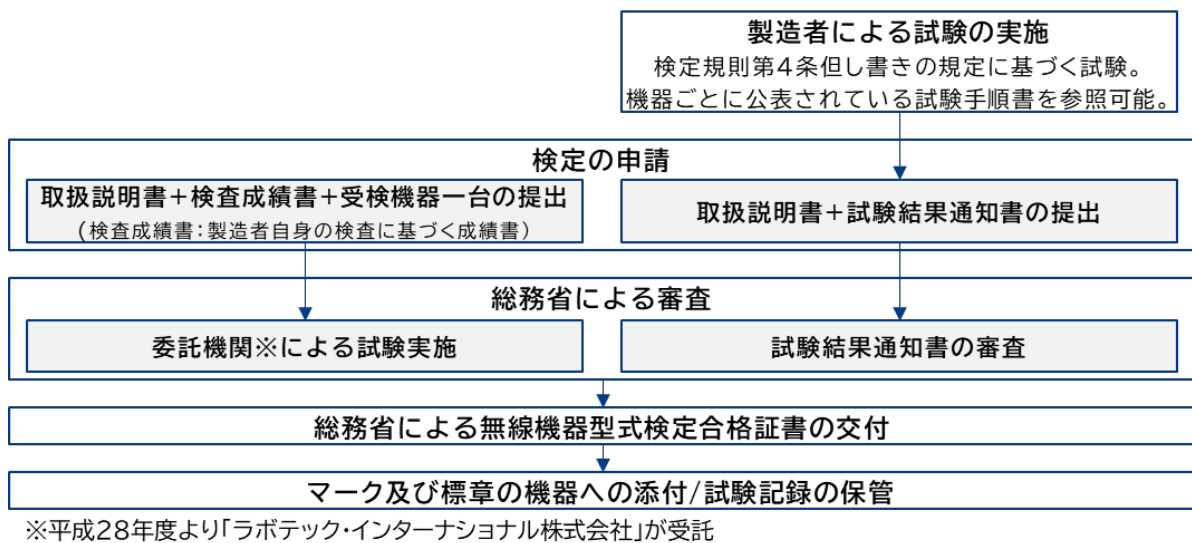 製造者による試験の実施
検定規則第4条但し書きの規定に基づく試験。
機器ごとに公表されている試験手順書を参照可能。
検定の申請
取扱説明書+検査成績書+受検機器一台の提出
(検査成績書:製造者自身の検査に基づく成績書)
取扱説明書+試験結果通知書の提出
総務省による審査
委託機関※による試験実施
試験結果通知書の審査
総務省による無線機器型式検定合格証書の交付
マーク及び標章の機器への添付/試験記録の保管
※平成28年度より「ラボテック・インターナショナル株式会社」が受託